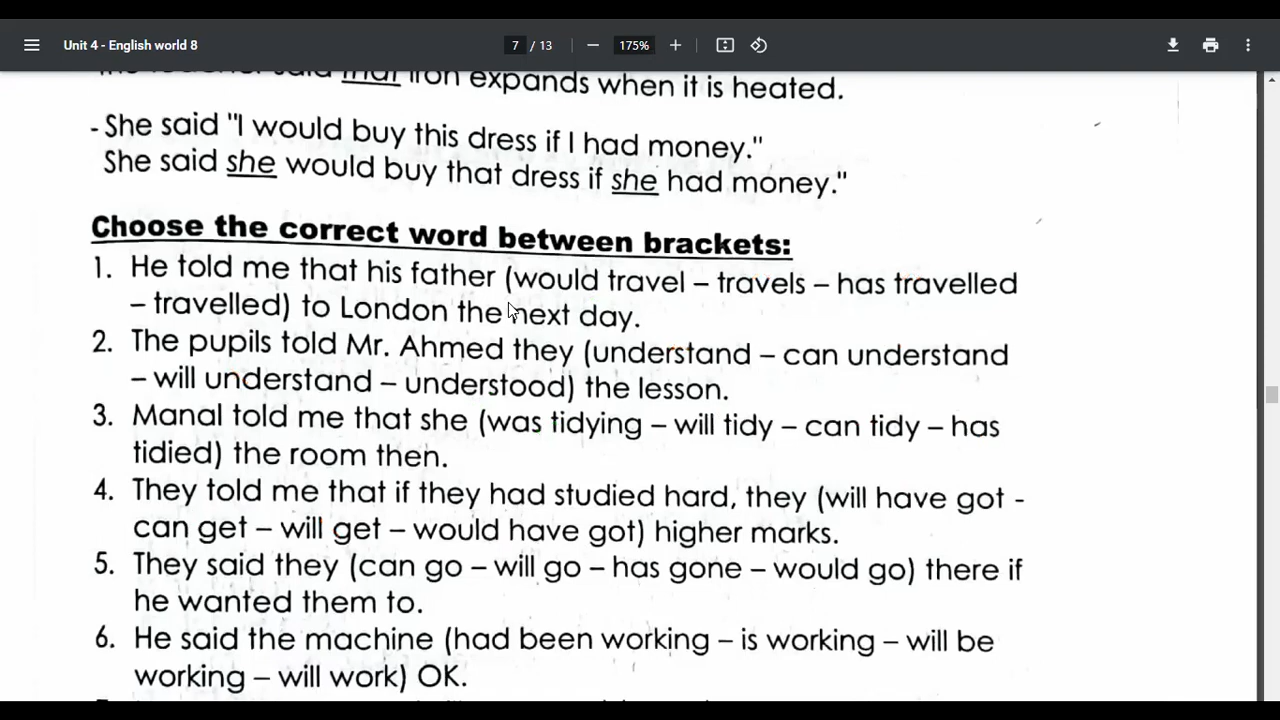 Unit 4 - English world 8
7 / 13
175%
said that iron expands when it is heated.
- She said "I would buy this dress if I had money."
She said she would buy that dress if she had money."
Choose the correct word between brackets:
1. He told me that his father (would travel – travels – has travelled
– travelled) to London the next day.
2. The pupils told Mr. Ahmed they (understand – can understand
– will understand – understood) the lesson.
3. Manal told me that she (was tidying – will tidy – can tidy – has
tidied) the room then.
4. They told me that if they had studied hard, they (will have got -
can get – will get – would have got) higher marks.
5. They said they (can go – will go – has gone – would go) there if
he wanted them to.
6. He said the machine (had been working – is working – will be
working – will work) OK.